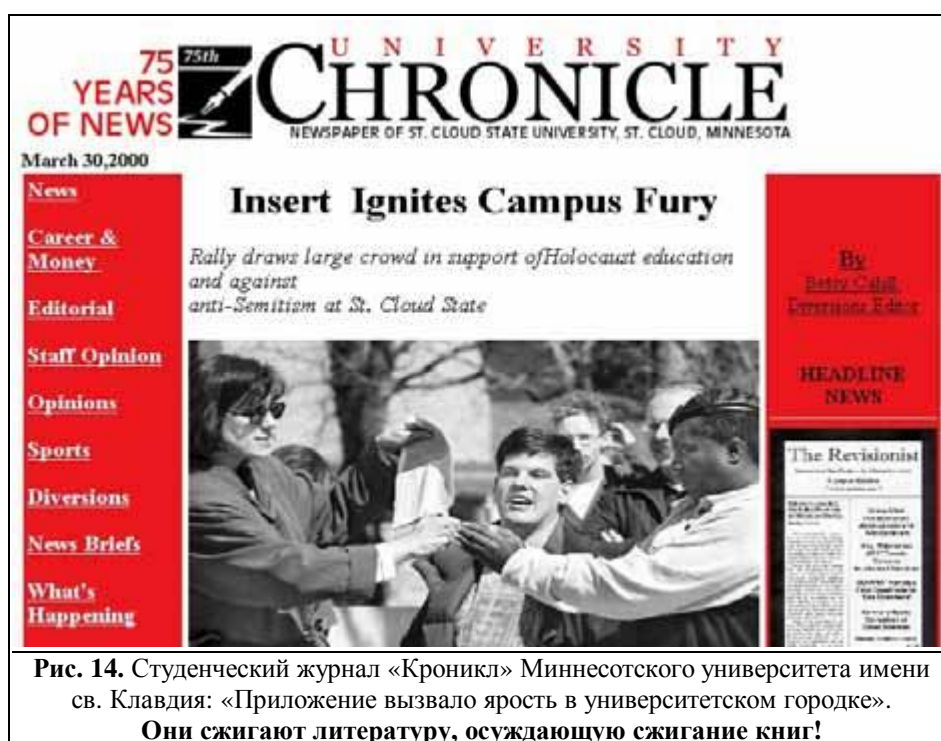 75
YEARS
OF NEWS
75th
UNIVERSITY
CHRONICLE
NEWSPAPER OF ST. CLOUD STATE UNIVERSITY, ST. CLOUD, MINNESOTA
March 30,2000
News
Career &
Money
Editorial
Staff Opinion
Opinions
Sports
Diversions
News Briefs
What's
Happening
Insert Ignites Campus Fury
Rally draws large crowd in support ofHolocaust education
and against
anti-Semitism at St. Cloud State
By
Betsy Cahill
Diversions Editor
HEADLINE
NEWS
The Revisionist
Рис. 14. Студенческий журнал «Кроникл» Миннесотского университета имени
св. Клавдия: «Приложение вызвало ярость в университетском городке».
Они сжигают литературу, осуждающую сжигание книг!